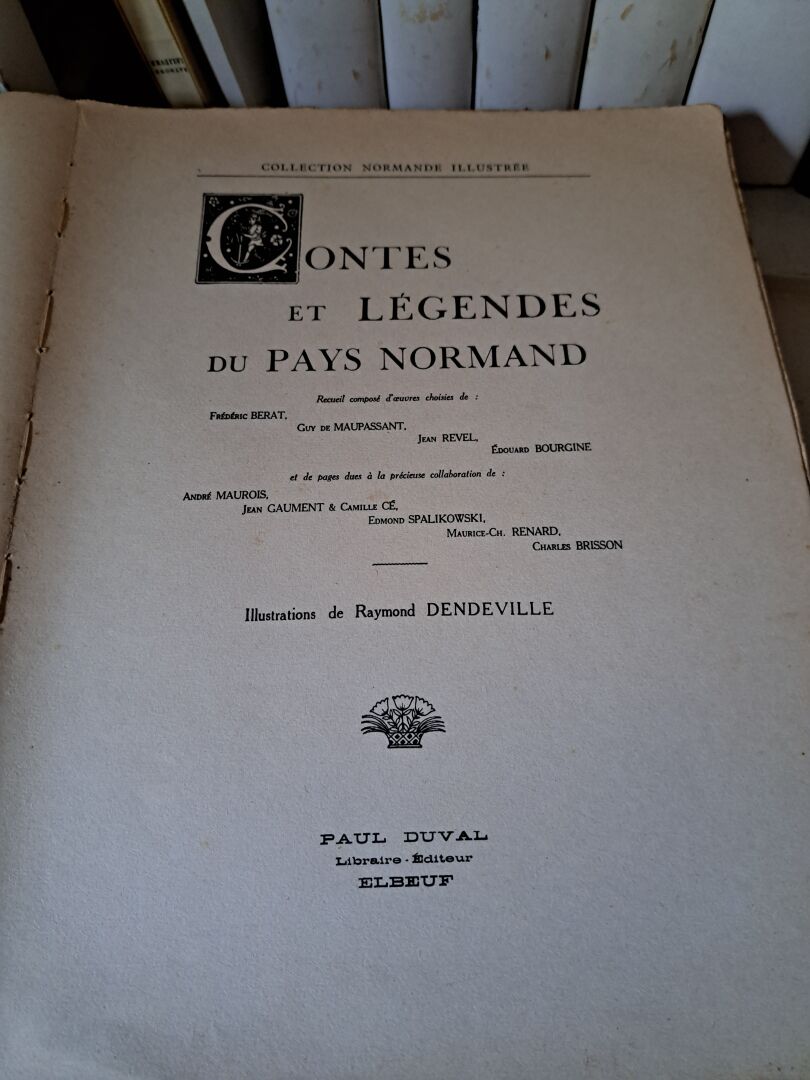 COLLECTION NORMANDE ILLUSTRÉE
CONTES
ET LÉGENDES
DU PAYS NORMAND
Recueil composé d'œuvres choisies de :
FRÉDÉRIC BERAT,
GUY DE MAUPASSANT,
JEAN REVEL,
ÉDOUARD BOURGINE
et de pages dues à la précieuse collaboration de :
ANDRÉ MAUROIS,
JEAN GAUMENT & CAMILLE CÉ,
EDMOND SPALIKOWSKI,
MAURICE-CH. RENARD,
CHARLES BRISSON
Illustrations de Raymond DENDEVILLE
PAUL DUVAL
Libraire-Éditeur
ELBEUF